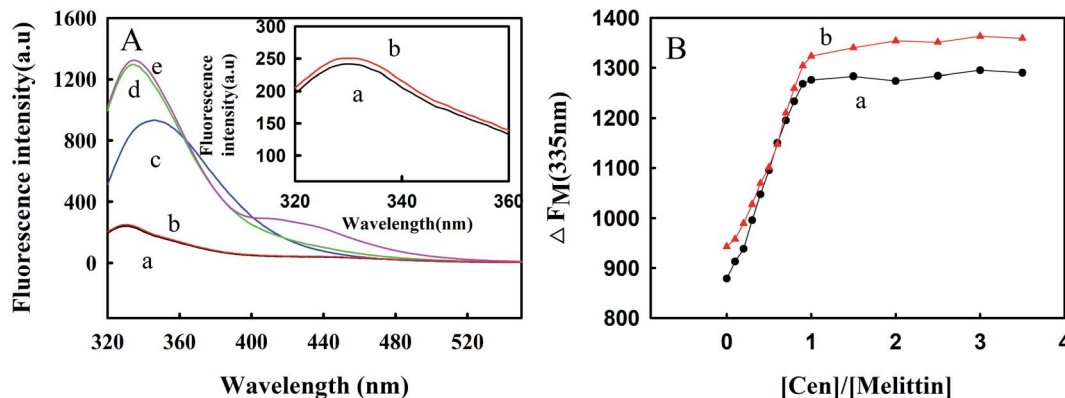 A
Fluorescence intensity(a.u)
1600
1200
800
400
0
e
d
c
b
a
320 360 400 440 480 520
Wavelength (nm)
Fluorescence
intensity(a.u)
250
200
150
100
b
a
320 340 360
Wavelength(nm)
B
△FM(335nm)
1400
1300
1200
1100
1000
900
800
b
a
0 1 2 3 4
[Cen]/[Melittin]